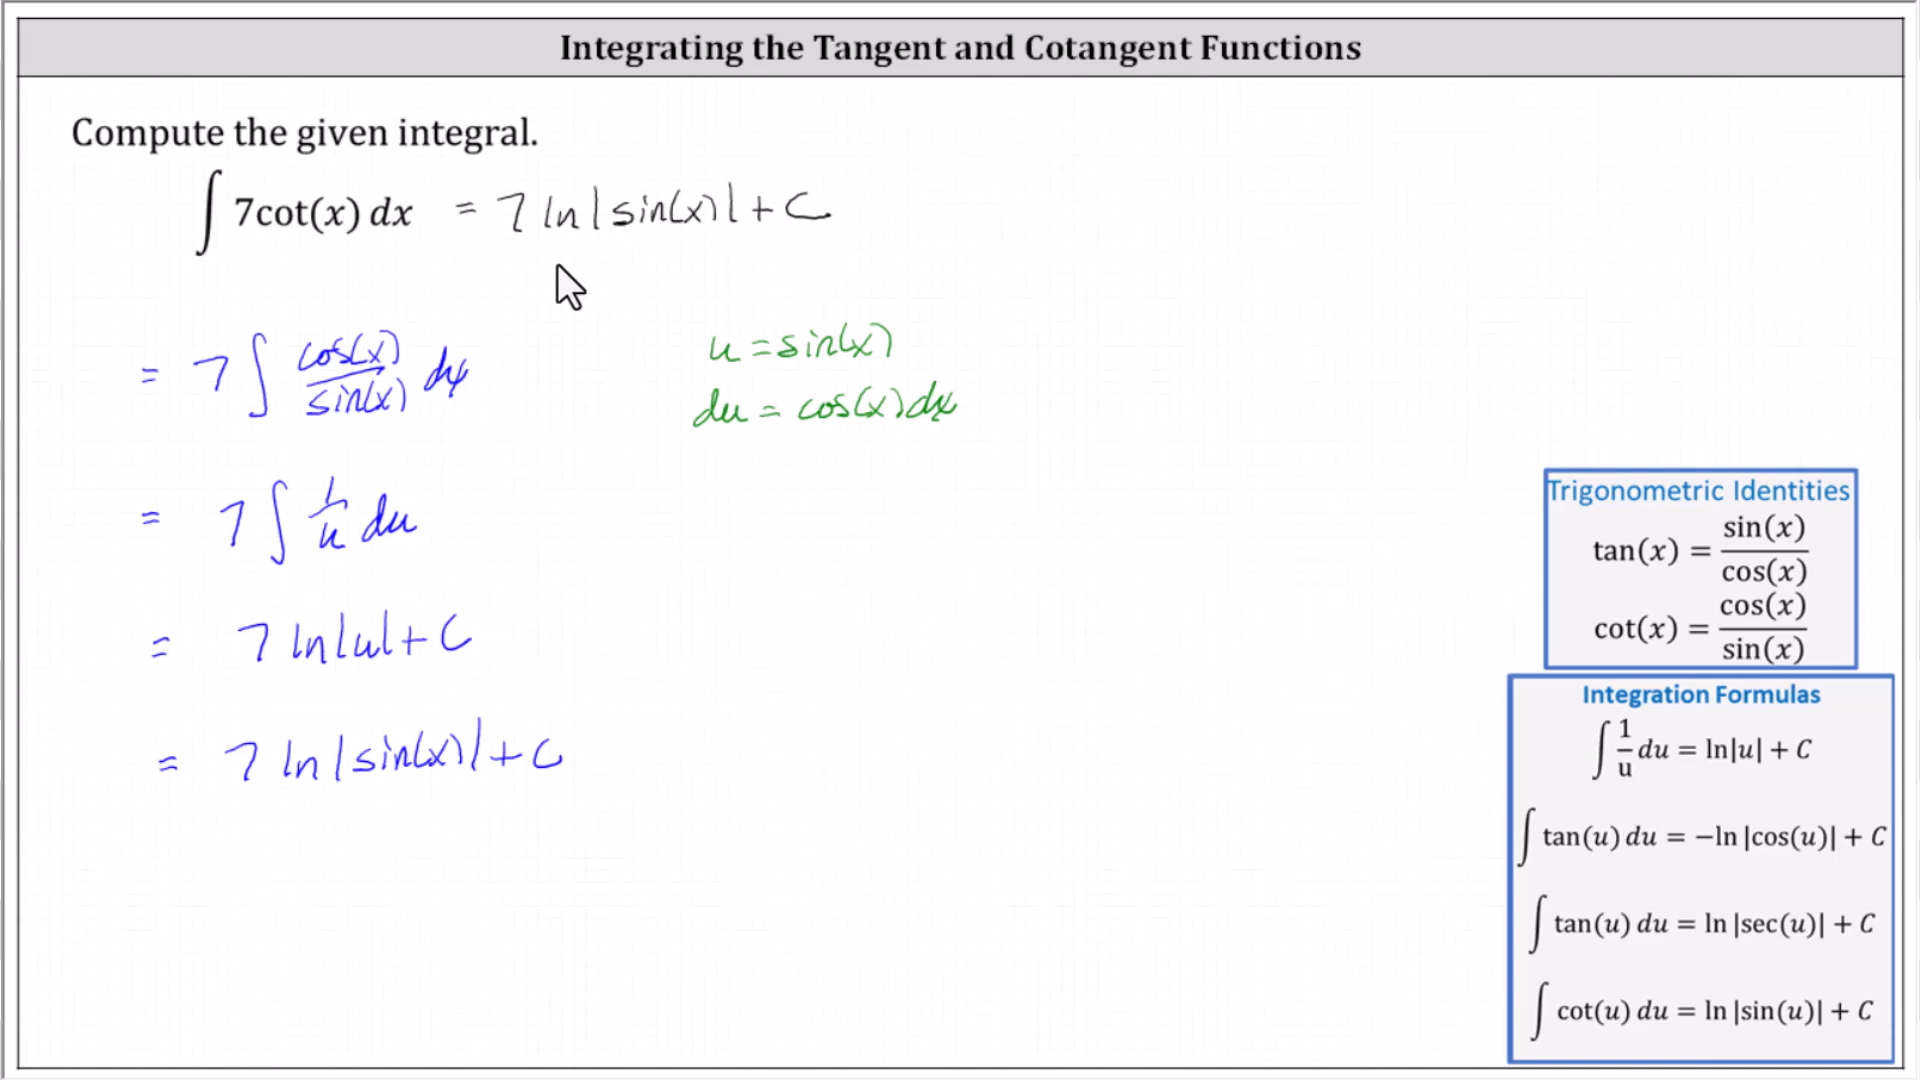 Integrating the Tangent and Cotangent Functions
Compute the given integral.
∫ 7cot(x) dx = 7 ln |sin(x)| + C
= 7 ∫ cos(x)/sin(x) dx
u = sin(x)
du = cos(x) dx
= 7 ∫ 1/u du
= 7 ln |u| + C
= 7 ln |sin(x)| + C
Trigonometric Identities
tan(x) = sin(x)/cos(x)
cot(x) = cos(x)/sin(x)
Integration Formulas
∫ 1/u du = ln|u| + C
∫ tan(u) du = −ln |cos(u)| + C
∫ tan(u) du = ln |sec(u)| + C
∫ cot(u) du = ln |sin(u)| + C